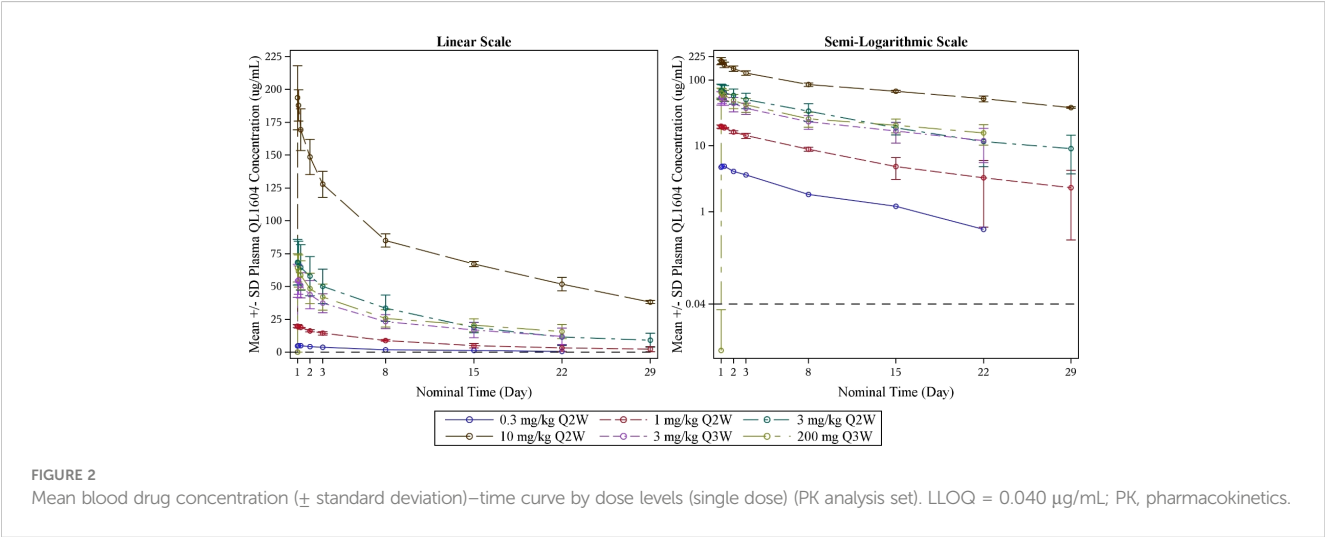 Linear Scale
Mean +/- SD Plasma QL1604 Concentration (ug/mL)
225
200
175
150
125
100
75
50
25
0
1 2 3 8 15 22 29
Nominal Time (Day)
Semi-Logarithmic Scale
Mean +/- SD Plasma QL1604 Concentration (ug/mL)
225
100
10
1
0.04
1 2 3 8 15 22 29
Nominal Time (Day)
0.3 mg/kg Q2W 1 mg/kg Q2W 3 mg/kg Q2W
10 mg/kg Q2W 3 mg/kg Q3W 200 mg Q3W
FIGURE 2
Mean blood drug concentration (± standard deviation)–time curve by dose levels (single dose) (PK analysis set). LLOQ = 0.040 μg/mL; PK, pharmacokinetics.